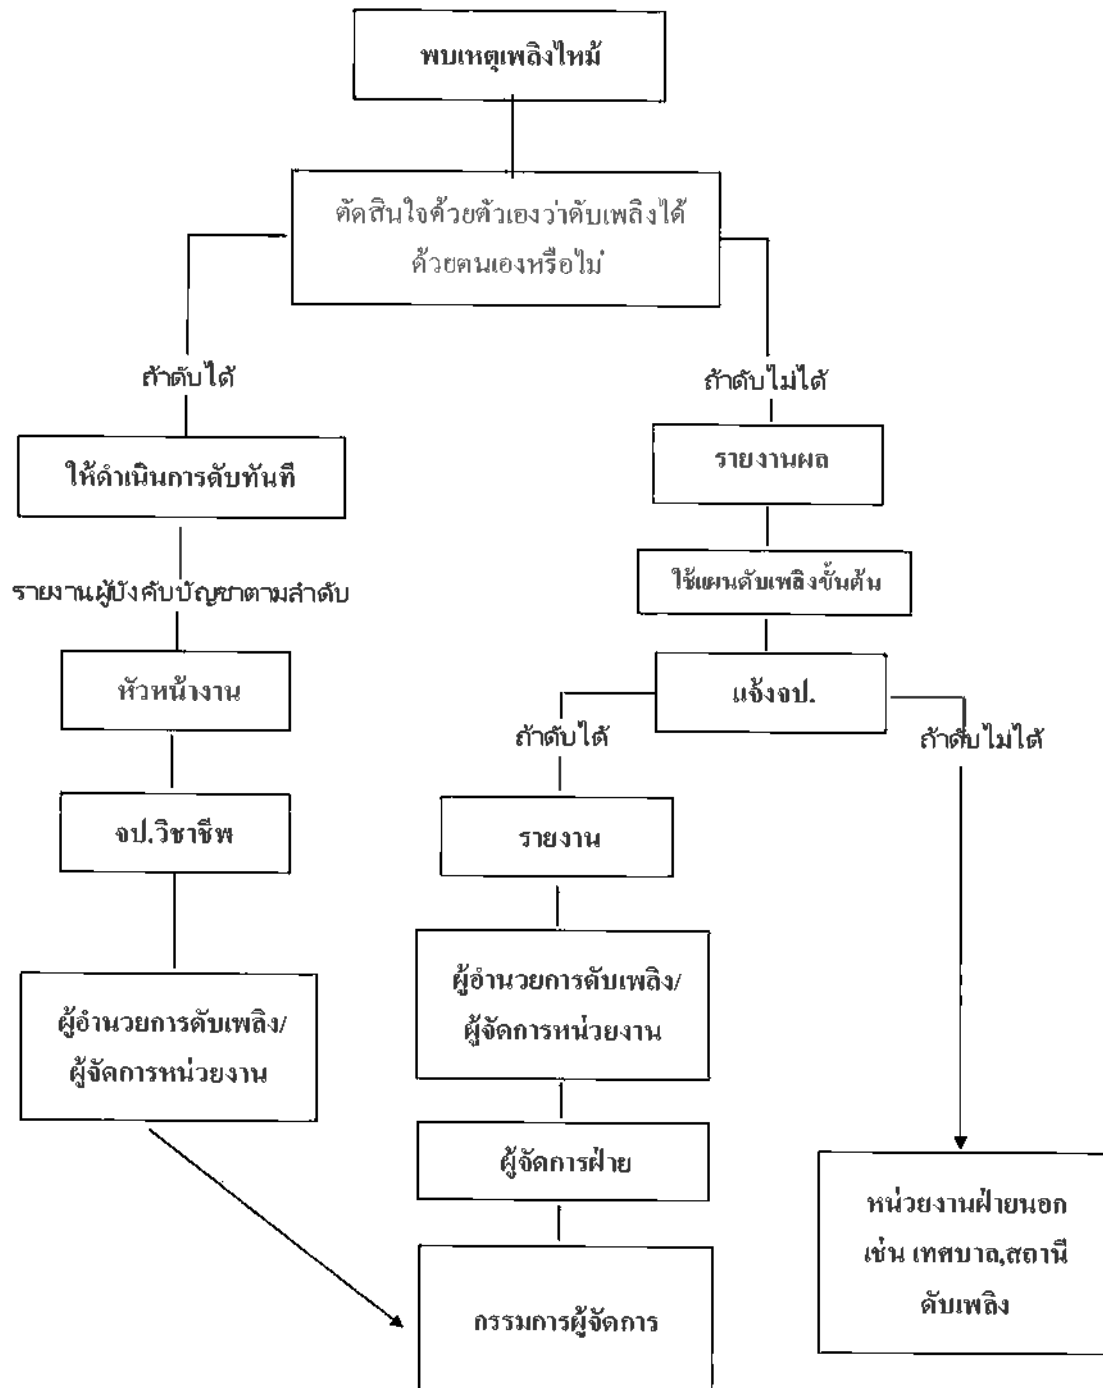 พบเหตุเพลิงไหม้
ตัดสินใจด้วยตัวเองว่าดับเพลิงได้
ด้วยตนเองหรือไม่
ถ้าดับได้
ถ้าดับไม่ได้
ให้ดำเนินการดับทันที
รายงานผล
รายงานผู้บังคับบัญชาตามลำดับ
ใช้แผนดับเพลิงขั้นต้น
หัวหน้างาน
แจ้งจป.
ถ้าดับได้
ถ้าดับไม่ได้
จป.วิชาชีพ
รายงาน
ผู้อำนวยการดับเพลิง/
ผู้จัดการหน่วยงาน
ผู้อำนวยการดับเพลิง/
ผู้จัดการหน่วยงาน
ผู้จัดการฝ่าย
หน่วยงานฝ่ายนอก
เช่น เทศบาล,สถานี
ดับเพลิง
กรรมการผู้จัดการ